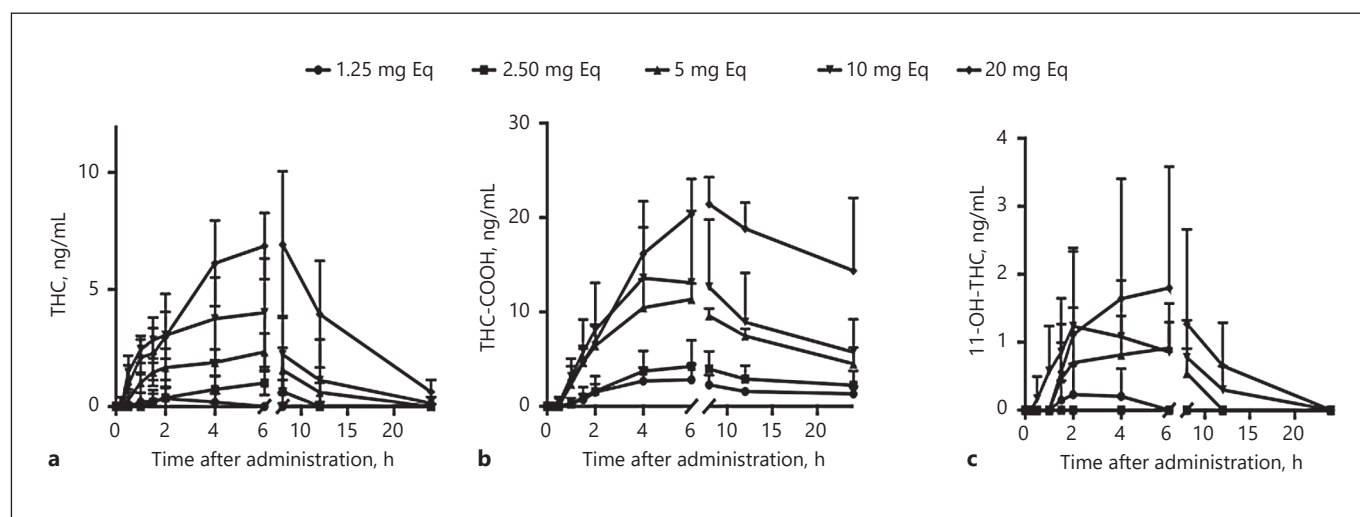 1.25 mg Eq 2.50 mg Eq 5 mg Eq 10 mg Eq 20 mg Eq
THC, ng/mL
10
5
0
0 2 4 6 10 15 20
Time after administration, h
a
THC-COOH, ng/mL
30
20
10
0
0 2 4 6 10 15 20
Time after administration, h
b
11-OH-THC, ng/mL
4
3
2
1
0
0 2 4 6 10 15 20
Time after administration, h
c